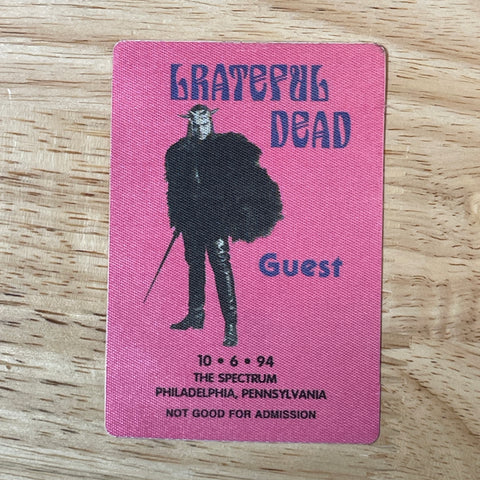 GRATEFUL
DEAD
Guest
10 • 6 • 94
THE SPECTRUM
PHILADELPHIA, PENNSYLVANIA
NOT GOOD FOR ADMISSION